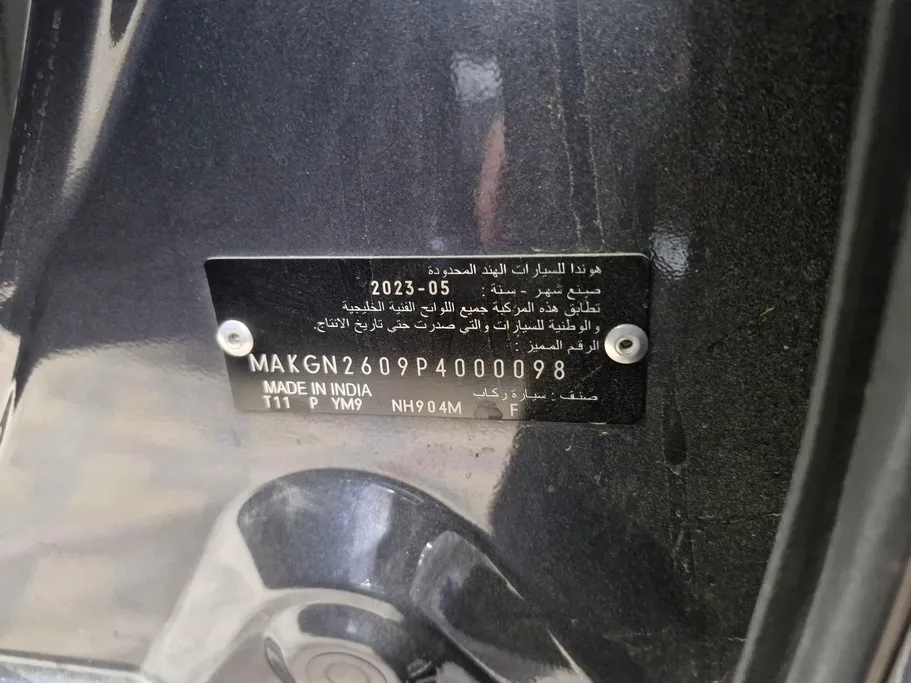 هوندا للسيارات الهند المحدودة
صنع شهر - سنة : 2023-05
تطابق هذه المركبة جميع اللوائح الفنية الخليجية
والوطنية للسيارات والتي صدرت حتى تاريخ الانتاج.
الرقم المميز :
MAKGN2609P4000098
MADE IN INDIA صنف : سيارة ركاب
T11 P YM9 NH904M F